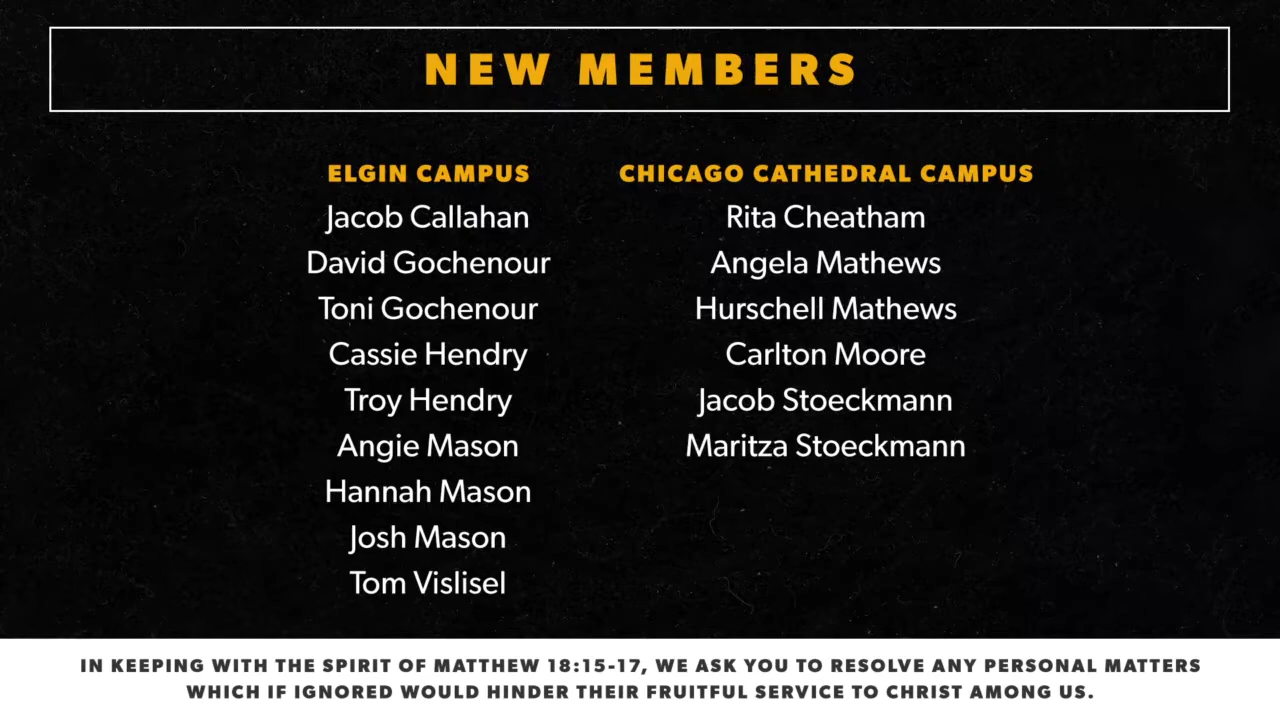 NEW MEMBERS
ELGIN CAMPUS
Jacob Callahan
David Gochenour
Toni Gochenour
Cassie Hendry
Troy Hendry
Angie Mason
Hannah Mason
Josh Mason
Tom Vislisel
CHICAGO CATHEDRAL CAMPUS
Rita Cheatham
Angela Mathews
Hurschell Mathews
Carlton Moore
Jacob Stoeckmann
Maritza Stoeckmann
IN KEEPING WITH THE SPIRIT OF MATTHEW 18:15-17, WE ASK YOU TO RESOLVE ANY PERSONAL MATTERS
WHICH IF IGNORED WOULD HINDER THEIR FRUITFUL SERVICE TO CHRIST AMONG US.